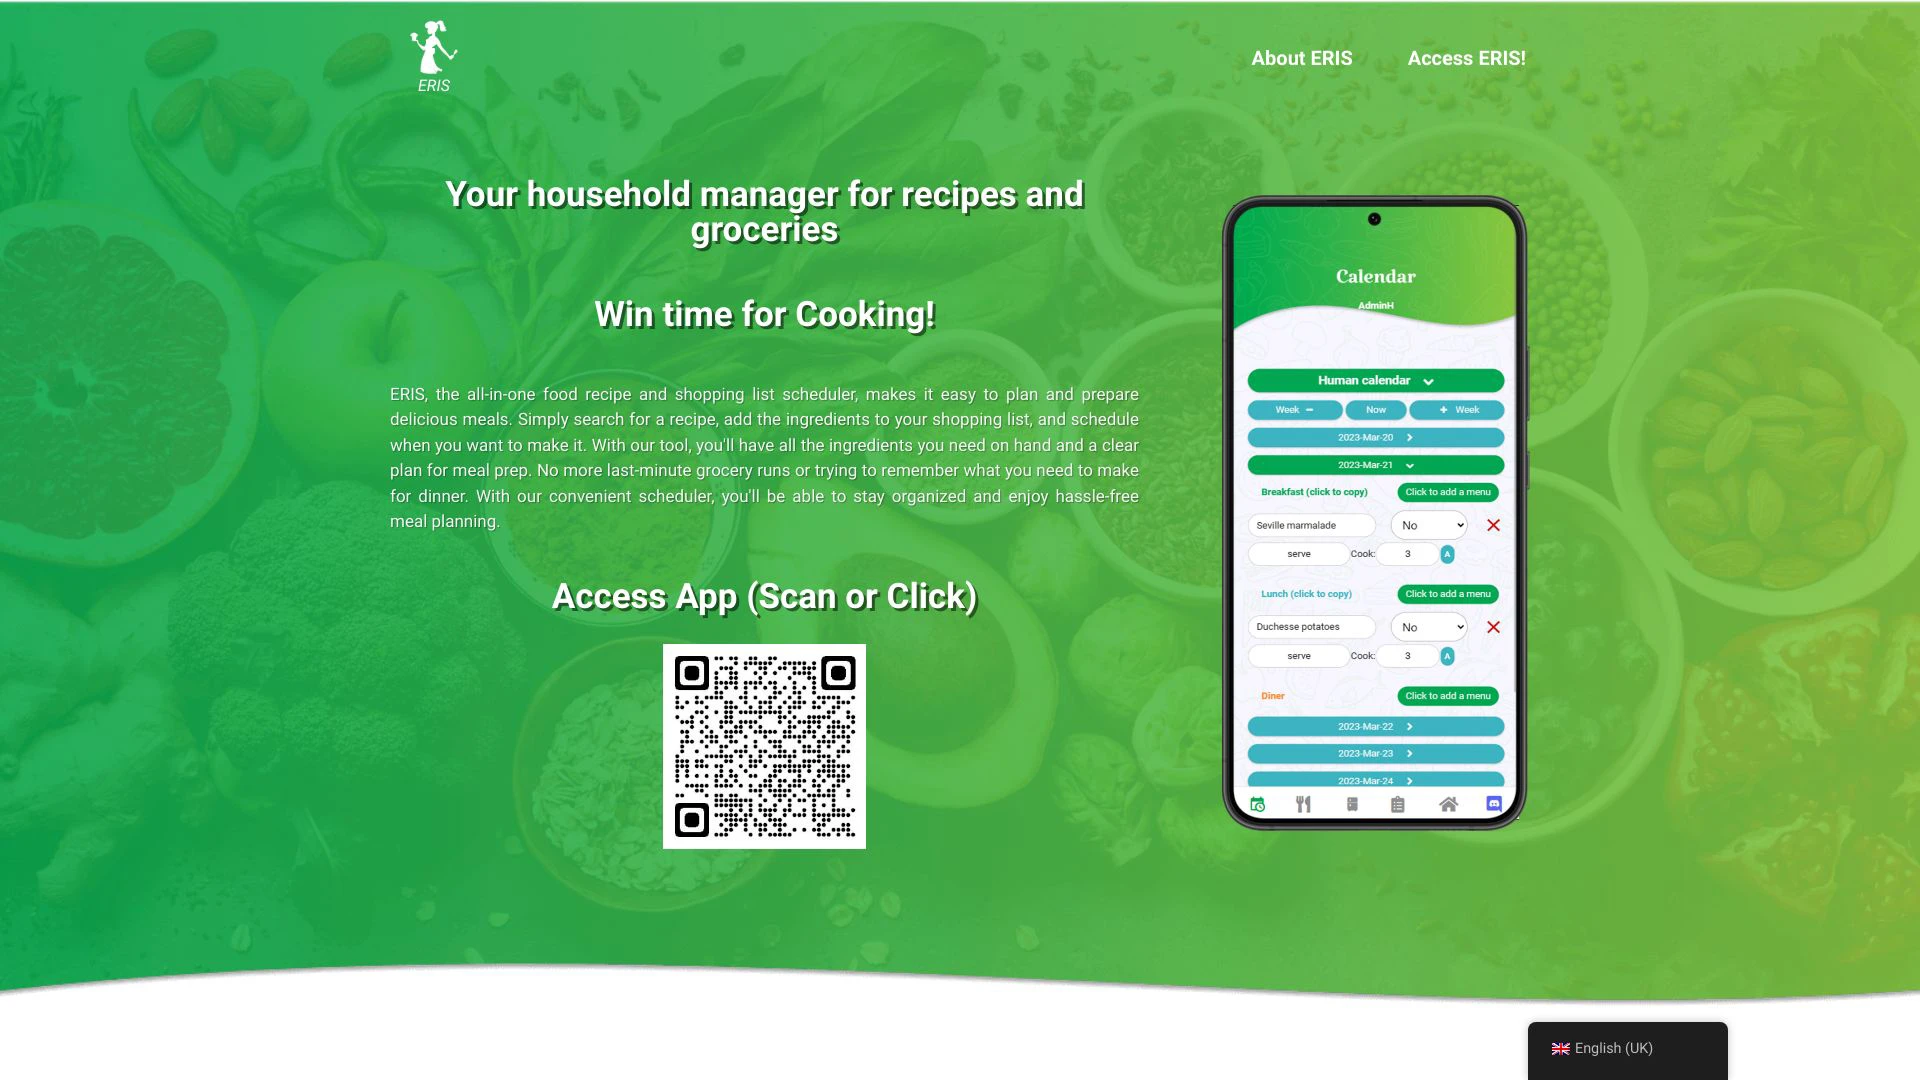 ERIS
About ERIS
Access ERIS!
Your household manager for recipes and
groceries
Win time for Cooking!
ERIS, the all-in-one food recipe and shopping list scheduler, makes it easy to plan and prepare
delicious meals. Simply search for a recipe, add the ingredients to your shopping list, and schedule
when you want to make it. With our tool, you'll have all the ingredients you need on hand and a clear
plan for meal prep. No more last-minute grocery runs or trying to remember what you need to make
for dinner. With our convenient scheduler, you'll be able to stay organized and enjoy hassle-free
meal planning.
Access App (Scan or Click)
Calendar
AdminH
Human calendar
Week − Now + Week
2023-Mar-20
2023-Mar-21
Breakfast (click to copy) Click to add a menu
Seville marmalade No
serve Cook: 3 A
Lunch (click to copy) Click to add a menu
Duchesse potatoes No
serve Cook: 3 A
Diner Click to add a menu
2023-Mar-22
2023-Mar-23
2023-Mar-24
English (UK)